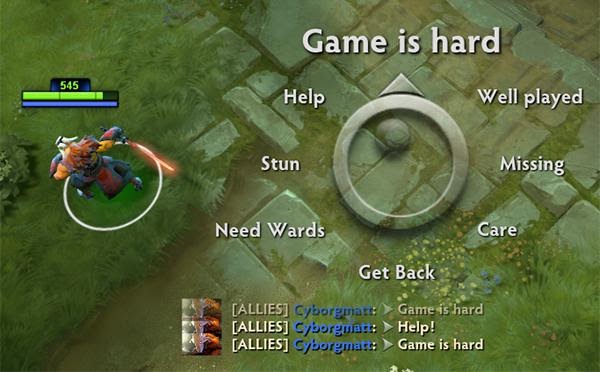 Game is hard
545
Help
Well played
Stun
Missing
Need Wards
Care
Get Back
[ALLIES] Cyborgmatt: > Game is hard
[ALLIES] Cyborgmatt: > Help!
[ALLIES] Cyborgmatt: > Game is hard